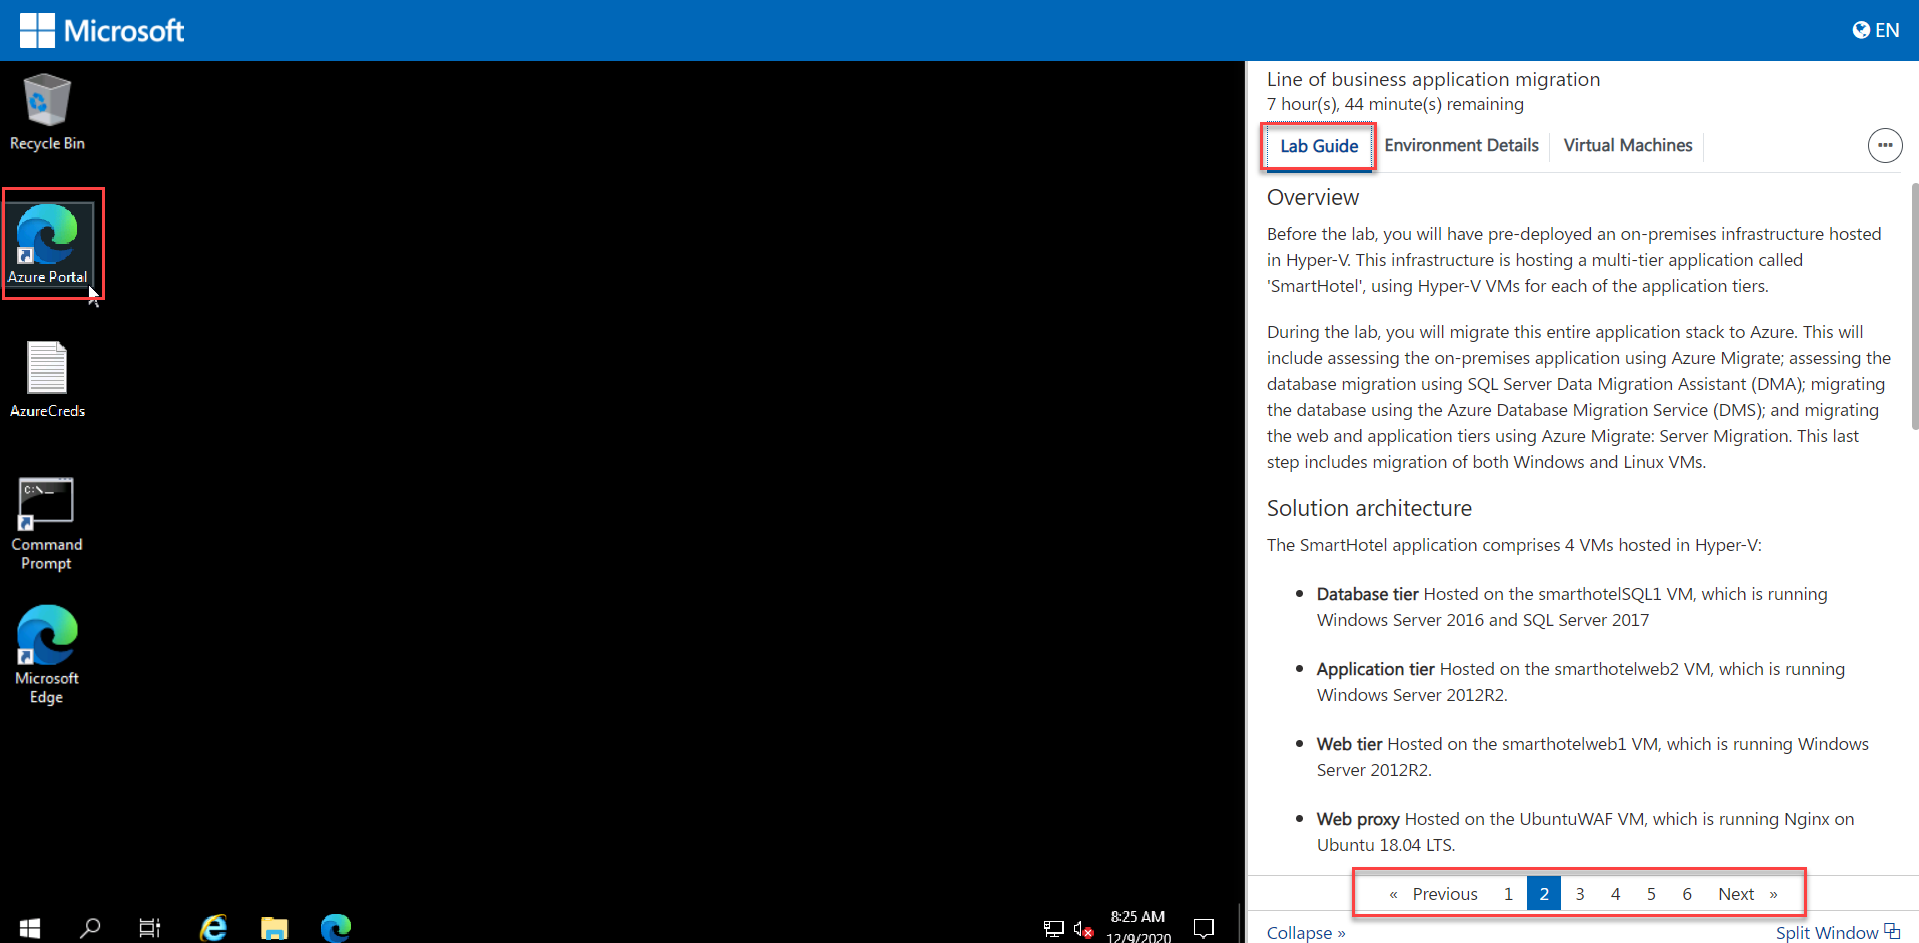 Microsoft
EN
Recycle Bin
Azure Portal
AzureCreds
C:\_
Command
Prompt
Microsoft
Edge
8:25 AM
12/9/2020
Line of business application migration
7 hour(s), 44 minute(s) remaining
Lab Guide
Environment Details
Virtual Machines
Overview
Before the lab, you will have pre-deployed an on-premises infrastructure hosted
in Hyper-V. This infrastructure is hosting a multi-tier application called
'SmartHotel', using Hyper-V VMs for each of the application tiers.
During the lab, you will migrate this entire application stack to Azure. This will
include assessing the on-premises application using Azure Migrate; assessing the
database migration using SQL Server Data Migration Assistant (DMA); migrating
the database using the Azure Database Migration Service (DMS); and migrating
the web and application tiers using Azure Migrate: Server Migration. This last
step includes migration of both Windows and Linux VMs.
Solution architecture
The SmartHotel application comprises 4 VMs hosted in Hyper-V:
• Database tier Hosted on the smarthotelSQL1 VM, which is running
Windows Server 2016 and SQL Server 2017
• Application tier Hosted on the smarthotelweb2 VM, which is running
Windows Server 2012R2.
• Web tier Hosted on the smarthotelweb1 VM, which is running Windows
Server 2012R2.
• Web proxy Hosted on the UbuntuWAF VM, which is running Nginx on
Ubuntu 18.04 LTS.
« Previous 1 2 3 4 5 6 Next »
Collapse »
Split Window